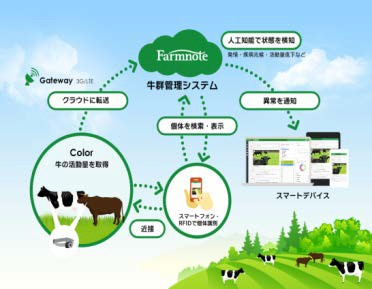 人工知能で状態を検知
発情・疾病兆候・活動量低下など
Farmnote
Gateway 3G/LTE
牛群管理システム
クラウドに転送
異常を通知
個体を検索・表示
Color
牛の活動量を取得
スマートデバイス
スマートフォン・
RFIDで個体識別
近接